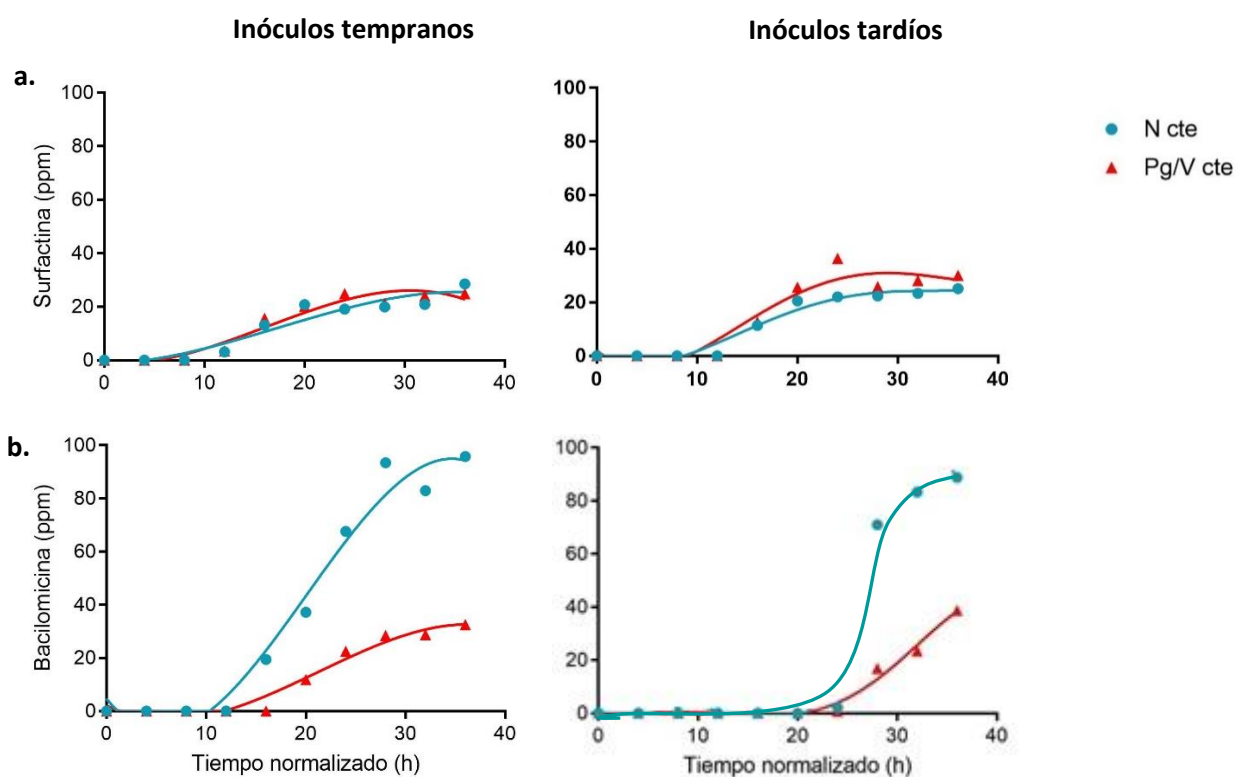 Inóculos tempranos
Inóculos tardíos
a.
Surfactina (ppm)
100
80
60
40
20
0
0 10 20 30 40
100
80
60
40
20
0
0 10 20 30 40
N cte
Pg/V cte
b.
Bacilomicina (ppm)
100
80
60
40
20
0
0 10 20 30 40
Tiempo normalizado (h)
100
80
60
40
20
0
0 10 20 30 40
Tiempo normalizado (h)